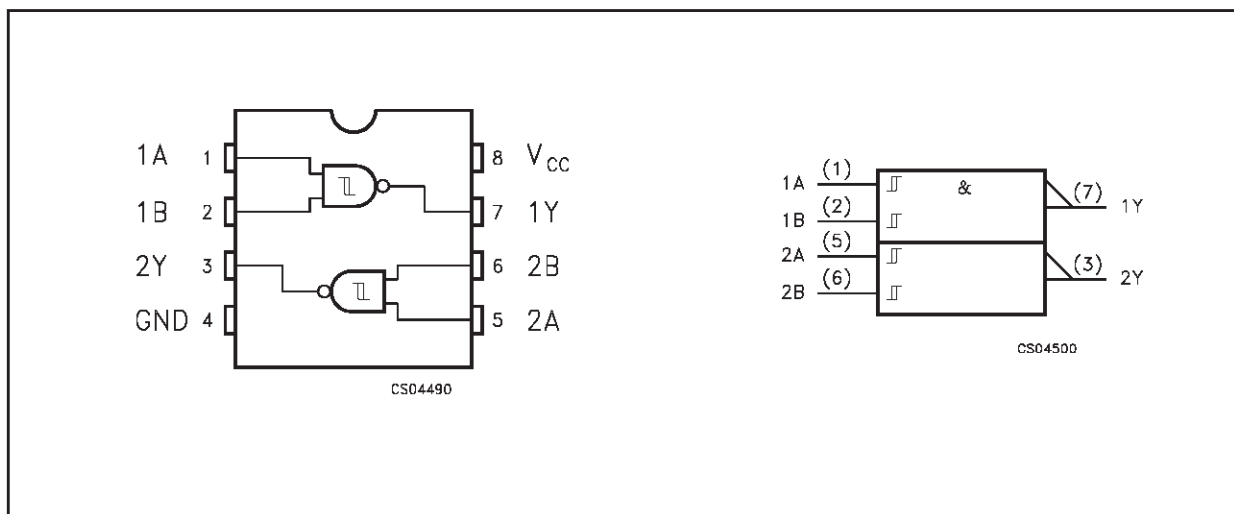 1A 1 8 V_CC
1B 2 7 1Y
2Y 3 6 2B
GND 4 5 2A
CS04490
1A (1) & (7) 1Y
1B (2)
2A (5) (3) 2Y
2B (6)
CS04500